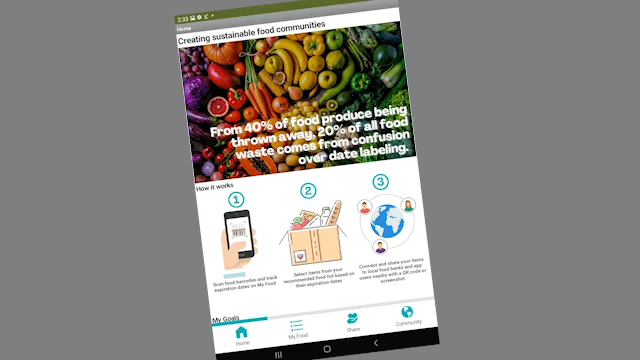 2:33
Home
Creating sustainable food communities
From 40% of food produce being
thrown away, 20% of all food
waste comes from confusion
over date labeling.
How it works
1
2
3
Scan food barcodes and track
expiration dates on My Food
Select items from your
recommended food list based on
their expiration dates
Connect and share your items
to local food banks and app
users nearby with a QR code or
screenshot
My Goals
Home
My Food
Share
Community